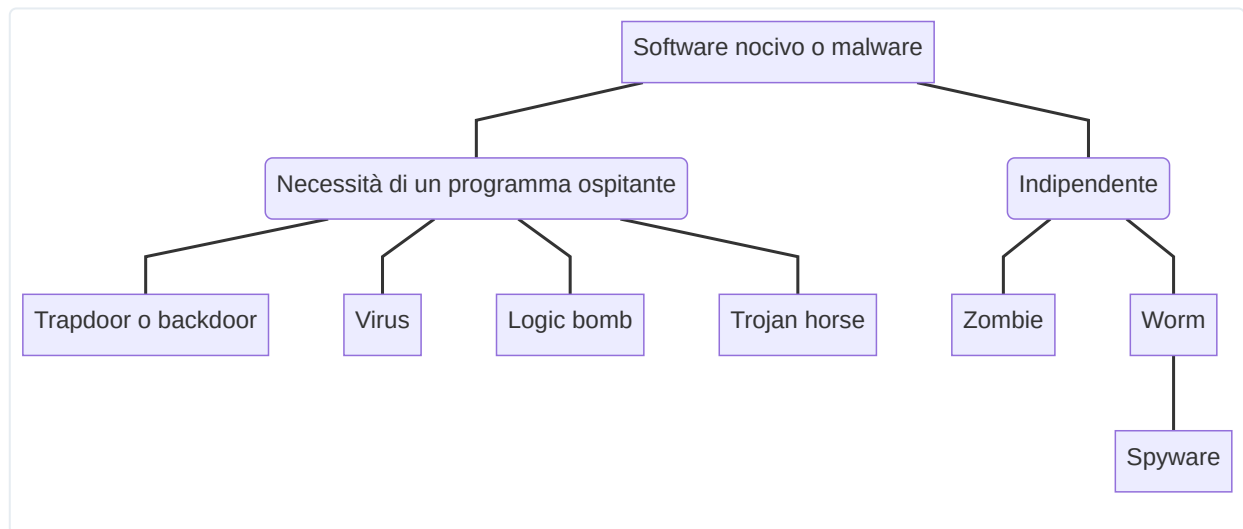 Software nocivo o malware
Necessità di un programma ospitante
Indipendente
Trapdoor o backdoor
Virus
Logic bomb
Trojan horse
Zombie
Worm
Spyware